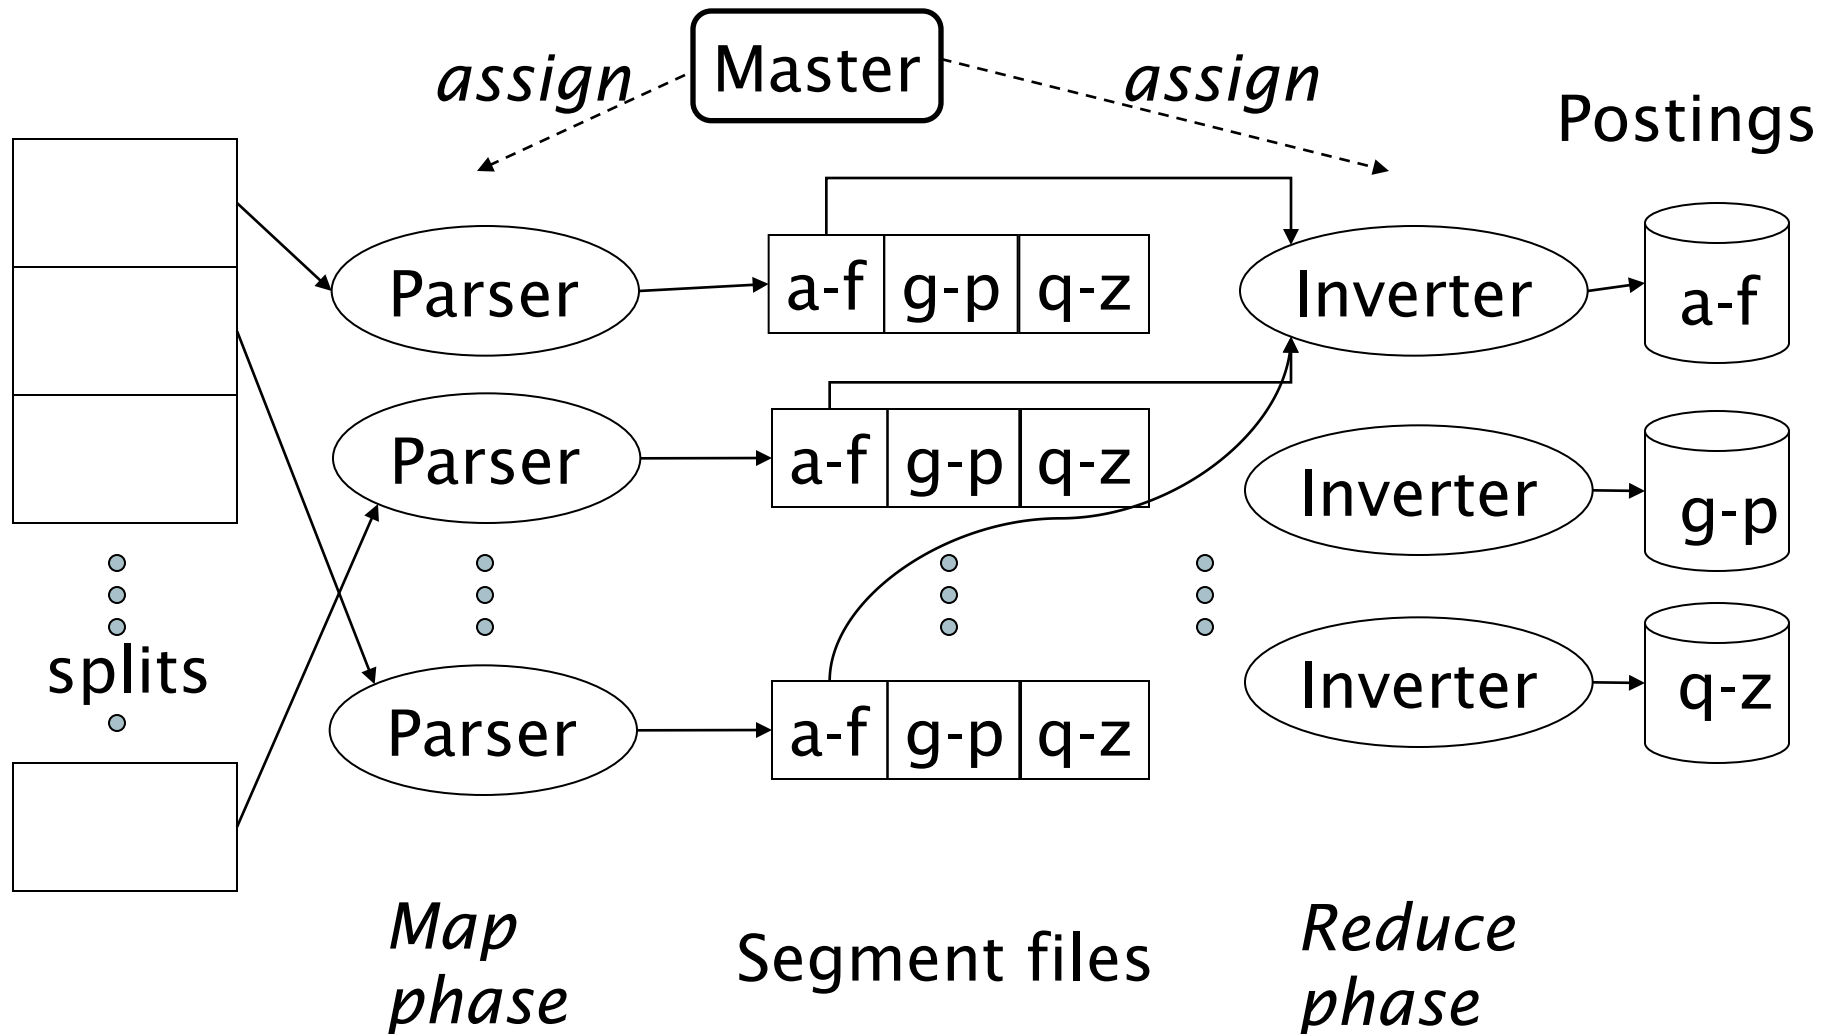 assign
Master
assign
Postings
Parser
a-f g-p q-z
Inverter
a-f
Parser
a-f g-p q-z
Inverter
g-p
splits
Parser
a-f g-p q-z
Inverter
q-z
Map
phase
Segment files
Reduce
phase